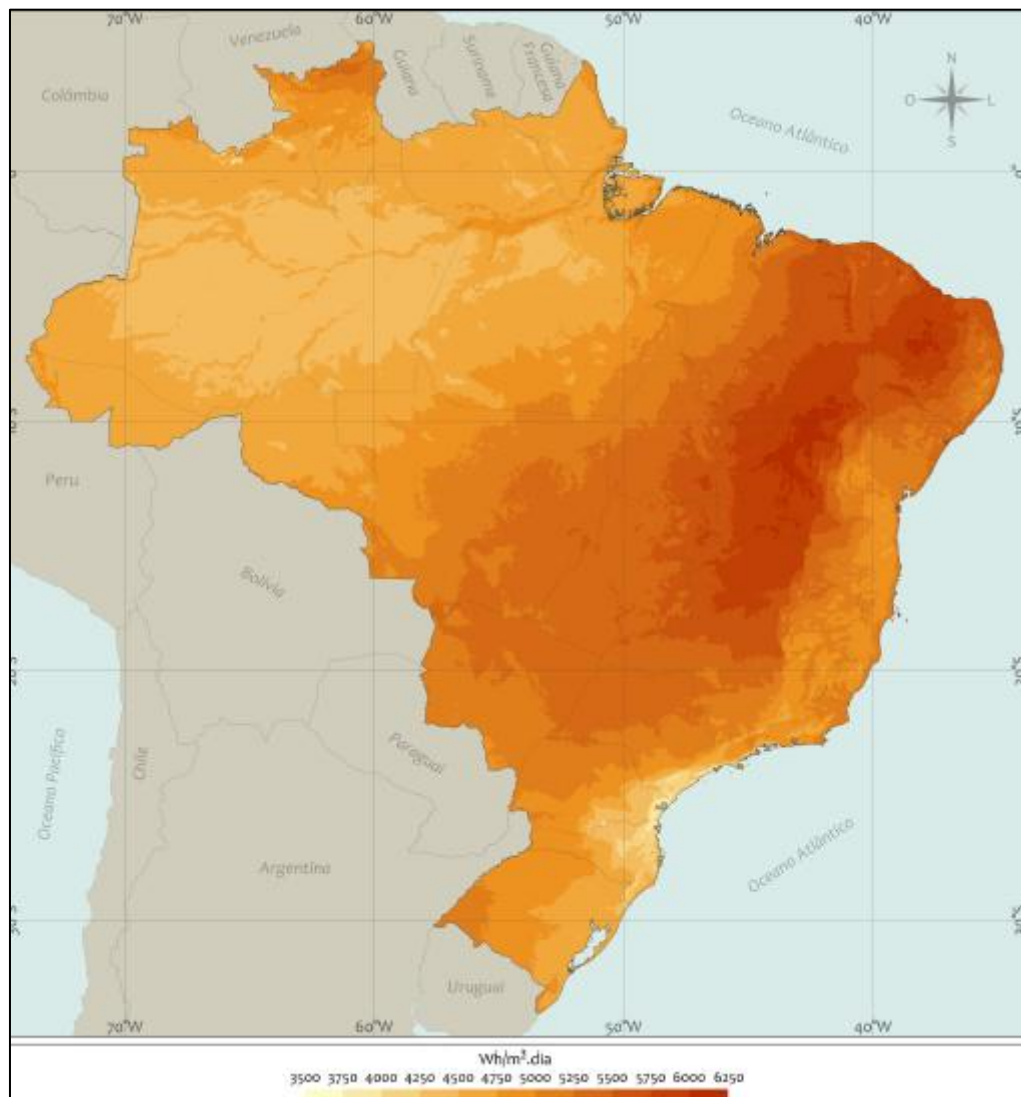 70°W 60°W 50°W 40°W
Venezuela
Guiana
Suriname
Guiana
Francesa
Colômbia
Oceano Atlântico
N
O L
S
Peru
Bolívia
Paraguai
Chile
Oceano Pacífico
Argentina
Uruguai
Oceano Atlântico
70°W 60°W 50°W 40°W
Wh/m².dia
3500 3750 4000 4250 4500 4750 5000 5250 5500 5750 6000 6250